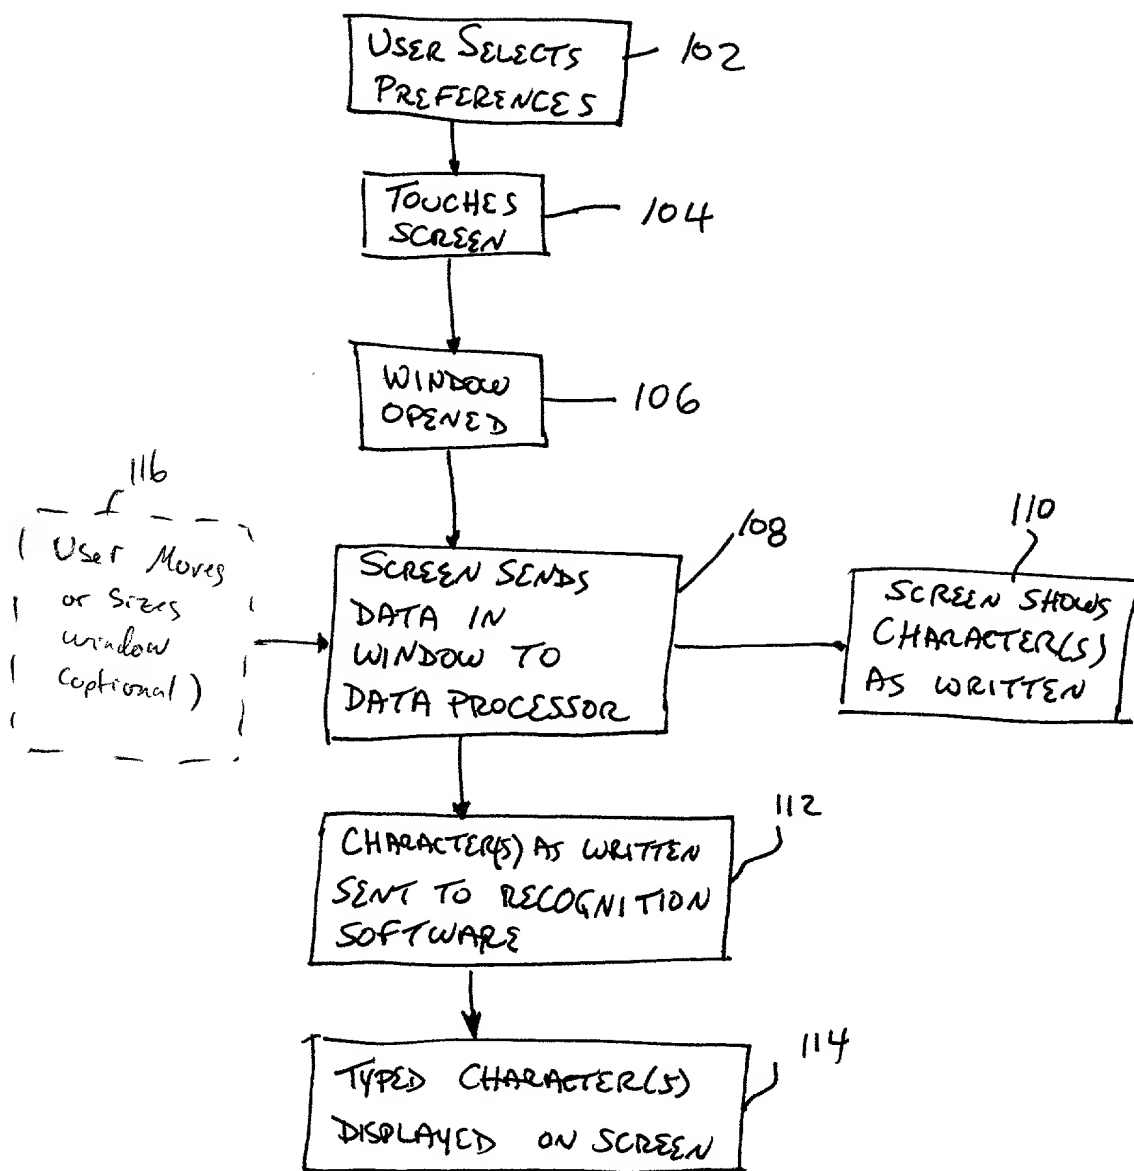 USER SELECTS
PREFERENCES
102
TOUCHES
SCREEN
104
WINDOW
OPENED
106
116
User Moves
or Sizes
window
(optional)
SCREEN SENDS
DATA IN
WINDOW TO
DATA PROCESSOR
108
110
SCREEN SHOWS
CHARACTER(S)
AS WRITTEN
CHARACTER(S) AS WRITTEN
SENT TO RECOGNITION
SOFTWARE
112
TYPED CHARACTER(S)
DISPLAYED ON SCREEN
114